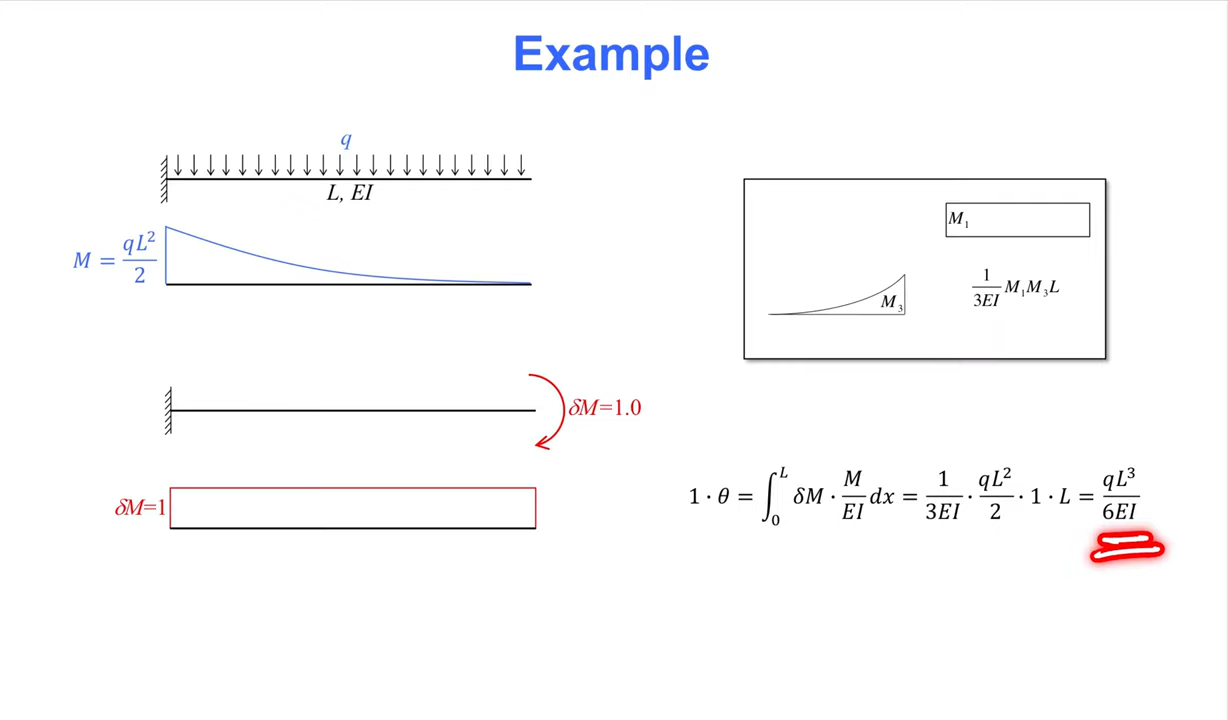 Example
q
L, EI
M = qL²/2
M₁
M₃
1/3EI M₁M₃L
δM=1.0
δM=1
1 · θ = ∫₀ᴸ δM · M/EI dx = 1/3EI · qL²/2 · 1 · L = qL³/6EI